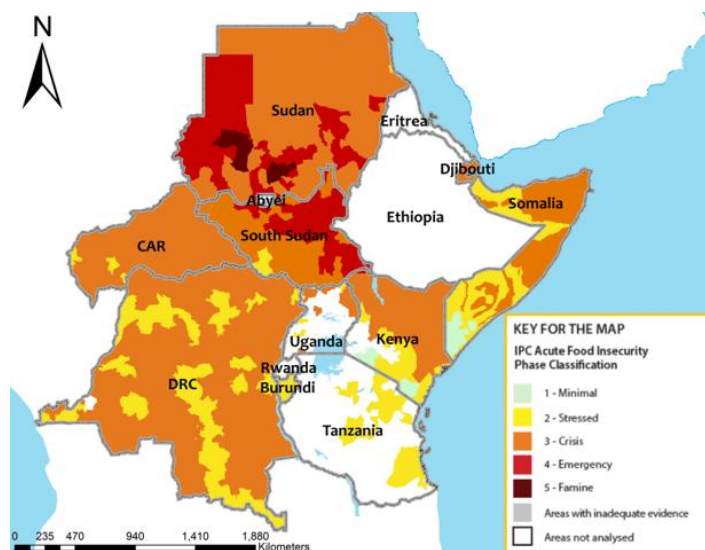 N
Sudan
Eritrea
Djibouti
Abyei
Somalia
Ethiopia
South Sudan
CAR
Uganda
Kenya
Rwanda
DRC
Burundi
Tanzania
KEY FOR THE MAP
IPC Acute Food Insecurity
Phase Classification
1 - Minimal
2 - Stressed
3 - Crisis
4 - Emergency
5 - Famine
Areas with inadequate evidence
Areas not analysed
0 235 470 940 1,410 1,880
Kilometers